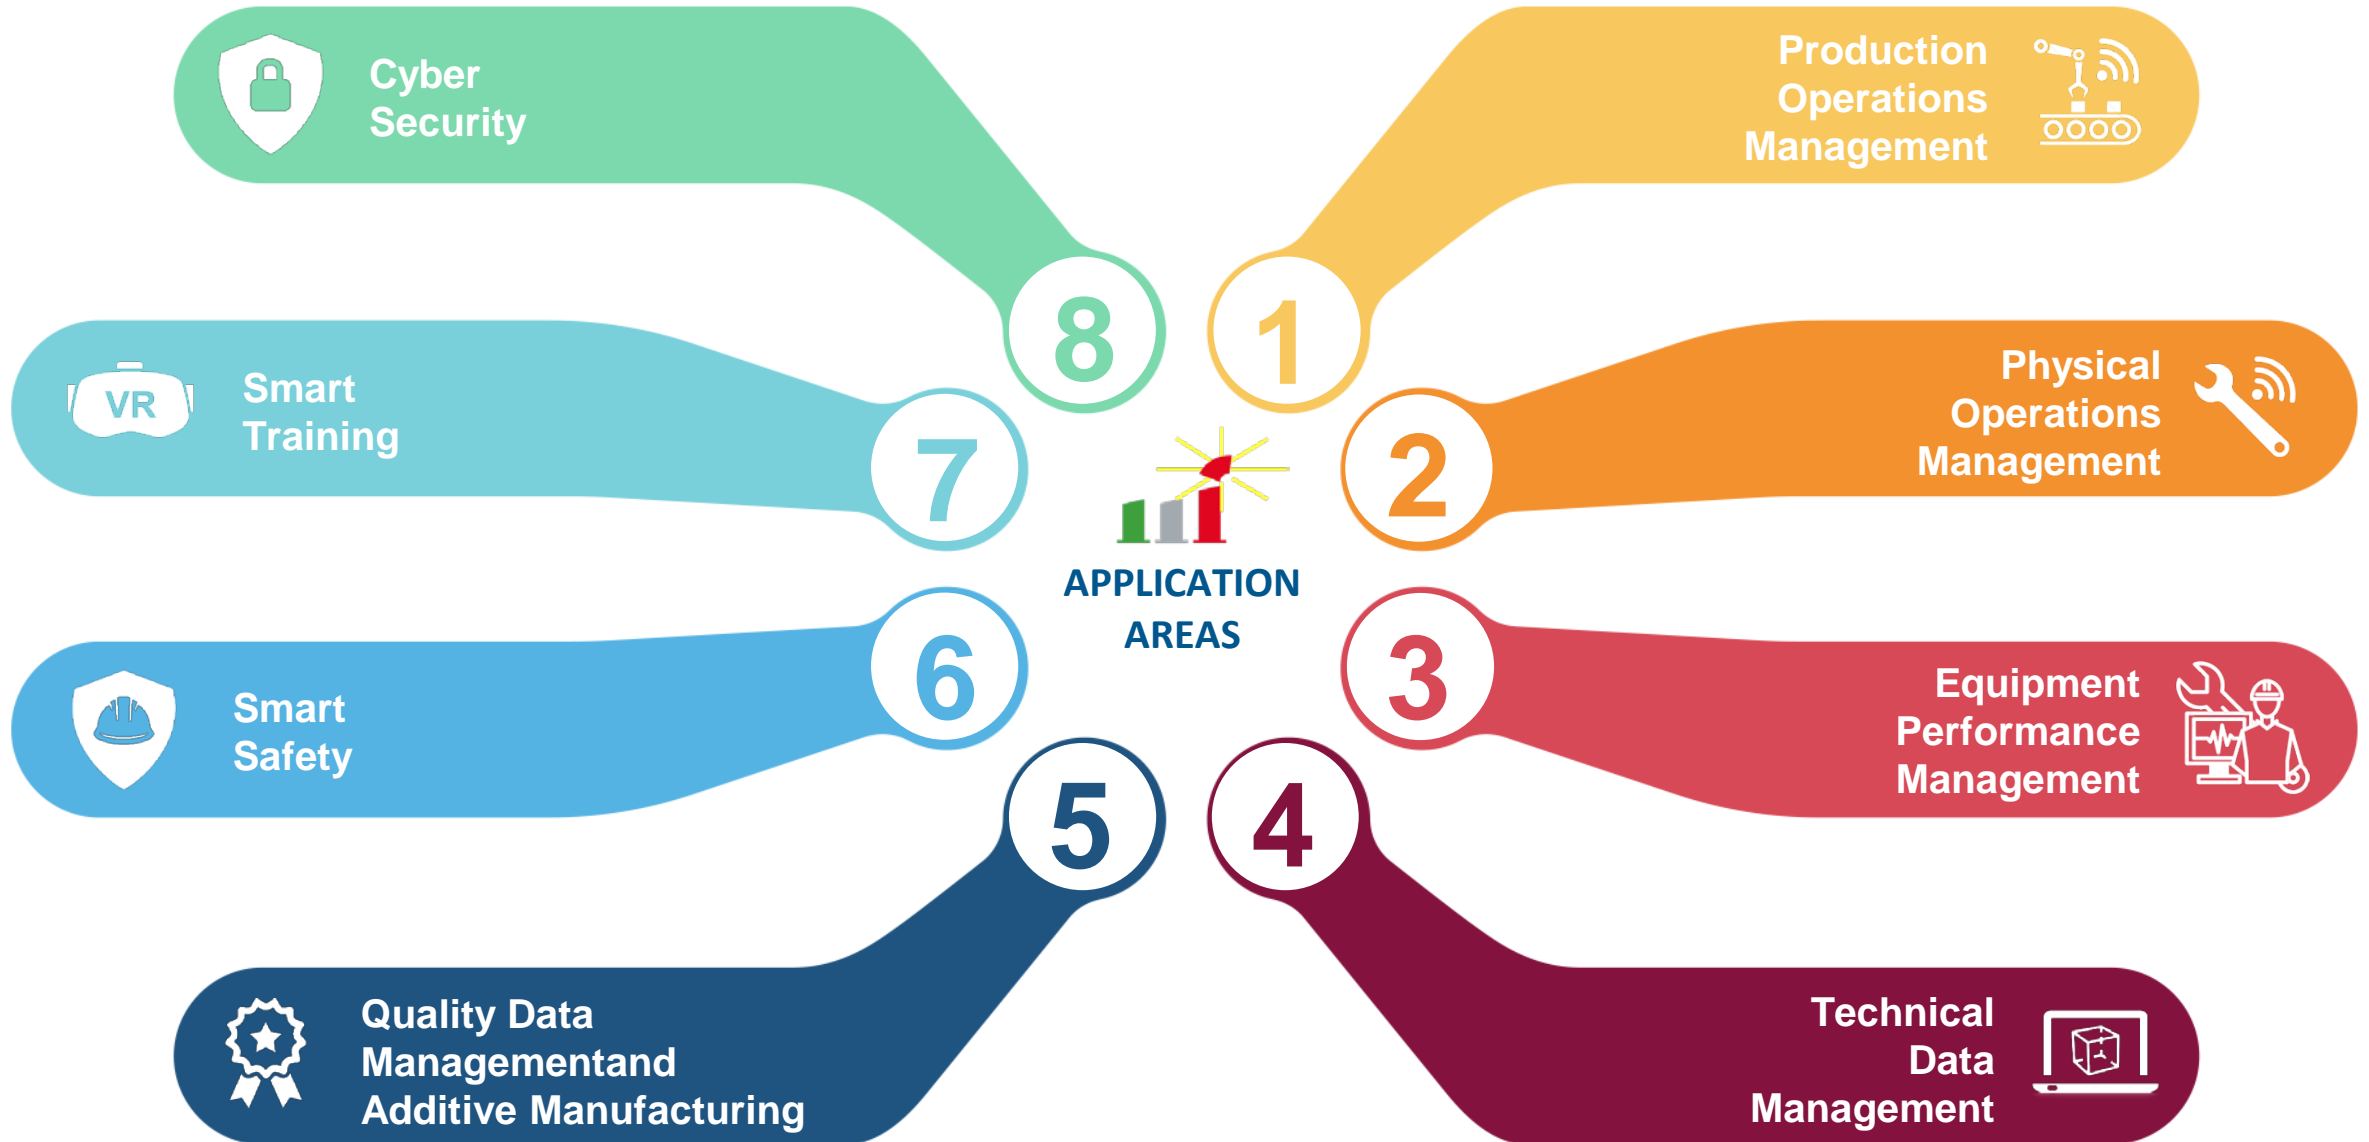 Cyber
Security
8
Production
Operations
Management
1
VR
Smart
Training
7
Physical
Operations
Management
2
APPLICATION
AREAS
Smart
Safety
6
Equipment
Performance
Management
3
Quality Data
Managementand
Additive Manufacturing
5
Technical
Data
Management
4